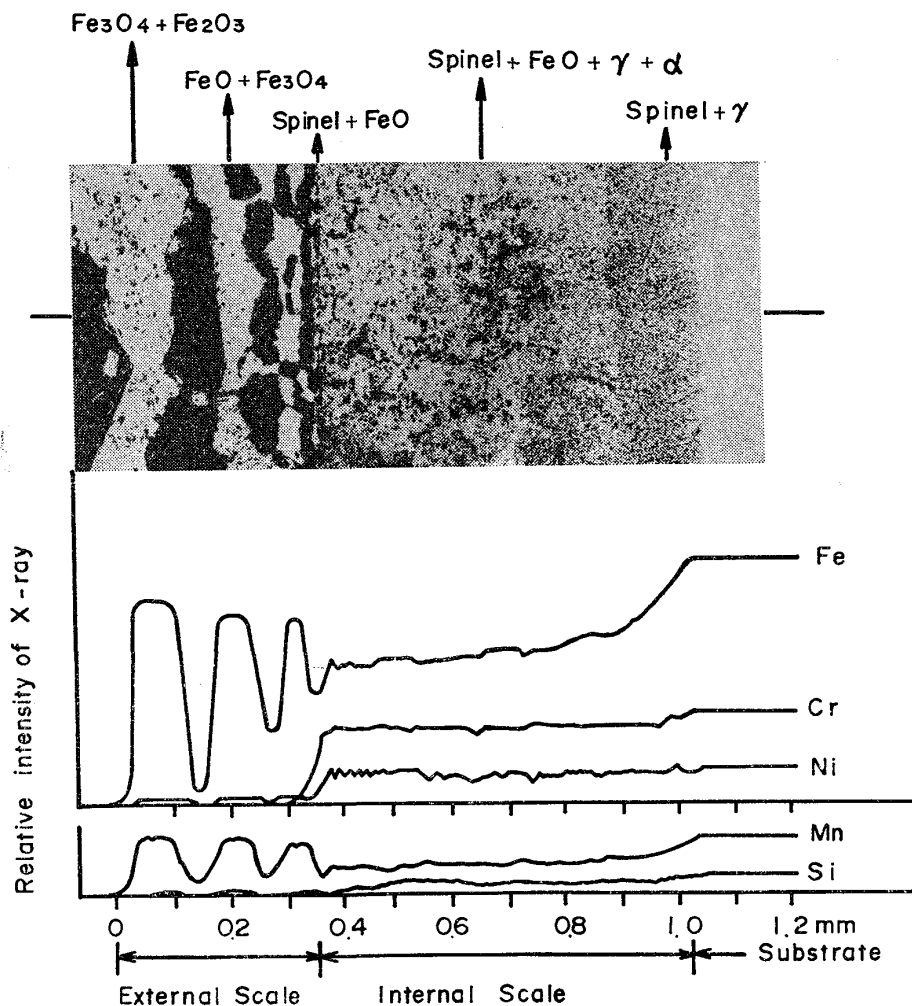 Fe3O4 + Fe2O3
FeO + Fe3O4
Spinel + FeO
Spinel + FeO + γ + α
Spinel + γ
Relative intensity of X-ray
Fe
Cr
Ni
Mn
Si
0 0.2 0.4 0.6 0.8 1.0 1.2 mm
Substrate
External Scale Internal Scale